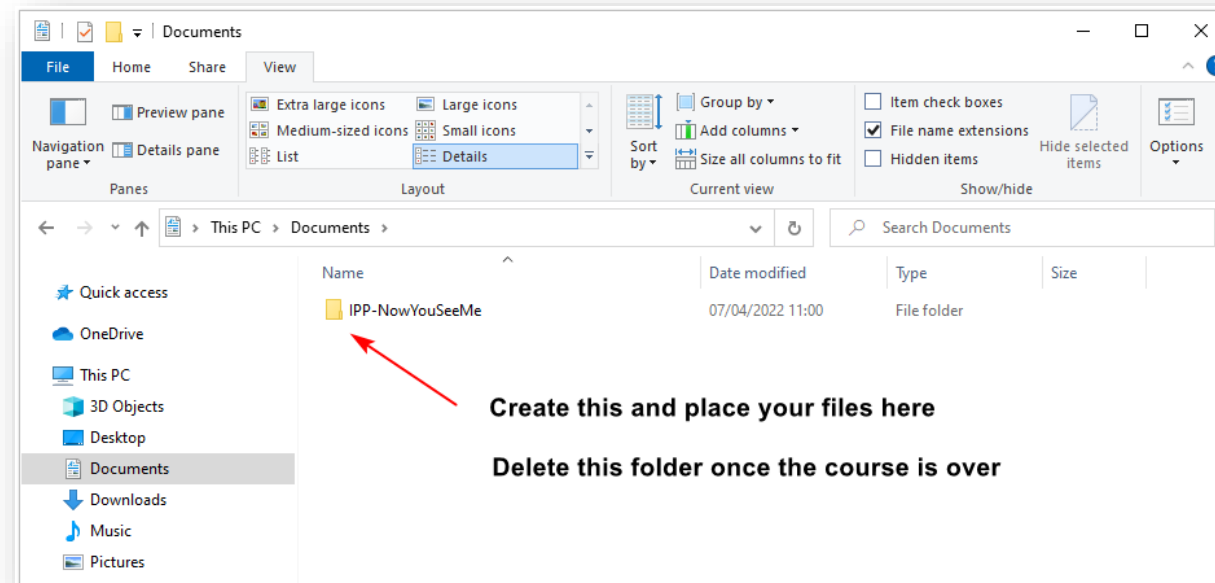 Documents
File Home Share View
Navigation pane
Preview pane
Details pane
Panes
Extra large icons Large icons
Medium-sized icons Small icons
List Details
Layout
Sort by
Group by
Add columns
Size all columns to fit
Current view
Item check boxes
File name extensions
Hidden items
Hide selected items
Show/hide
Options
This PC > Documents >
Search Documents
Name Date modified Type Size
IPP-NowYouSeeMe 07/04/2022 11:00 File folder
Quick access
OneDrive
This PC
3D Objects
Desktop
Documents
Downloads
Music
Pictures
Create this and place your files here
Delete this folder once the course is over